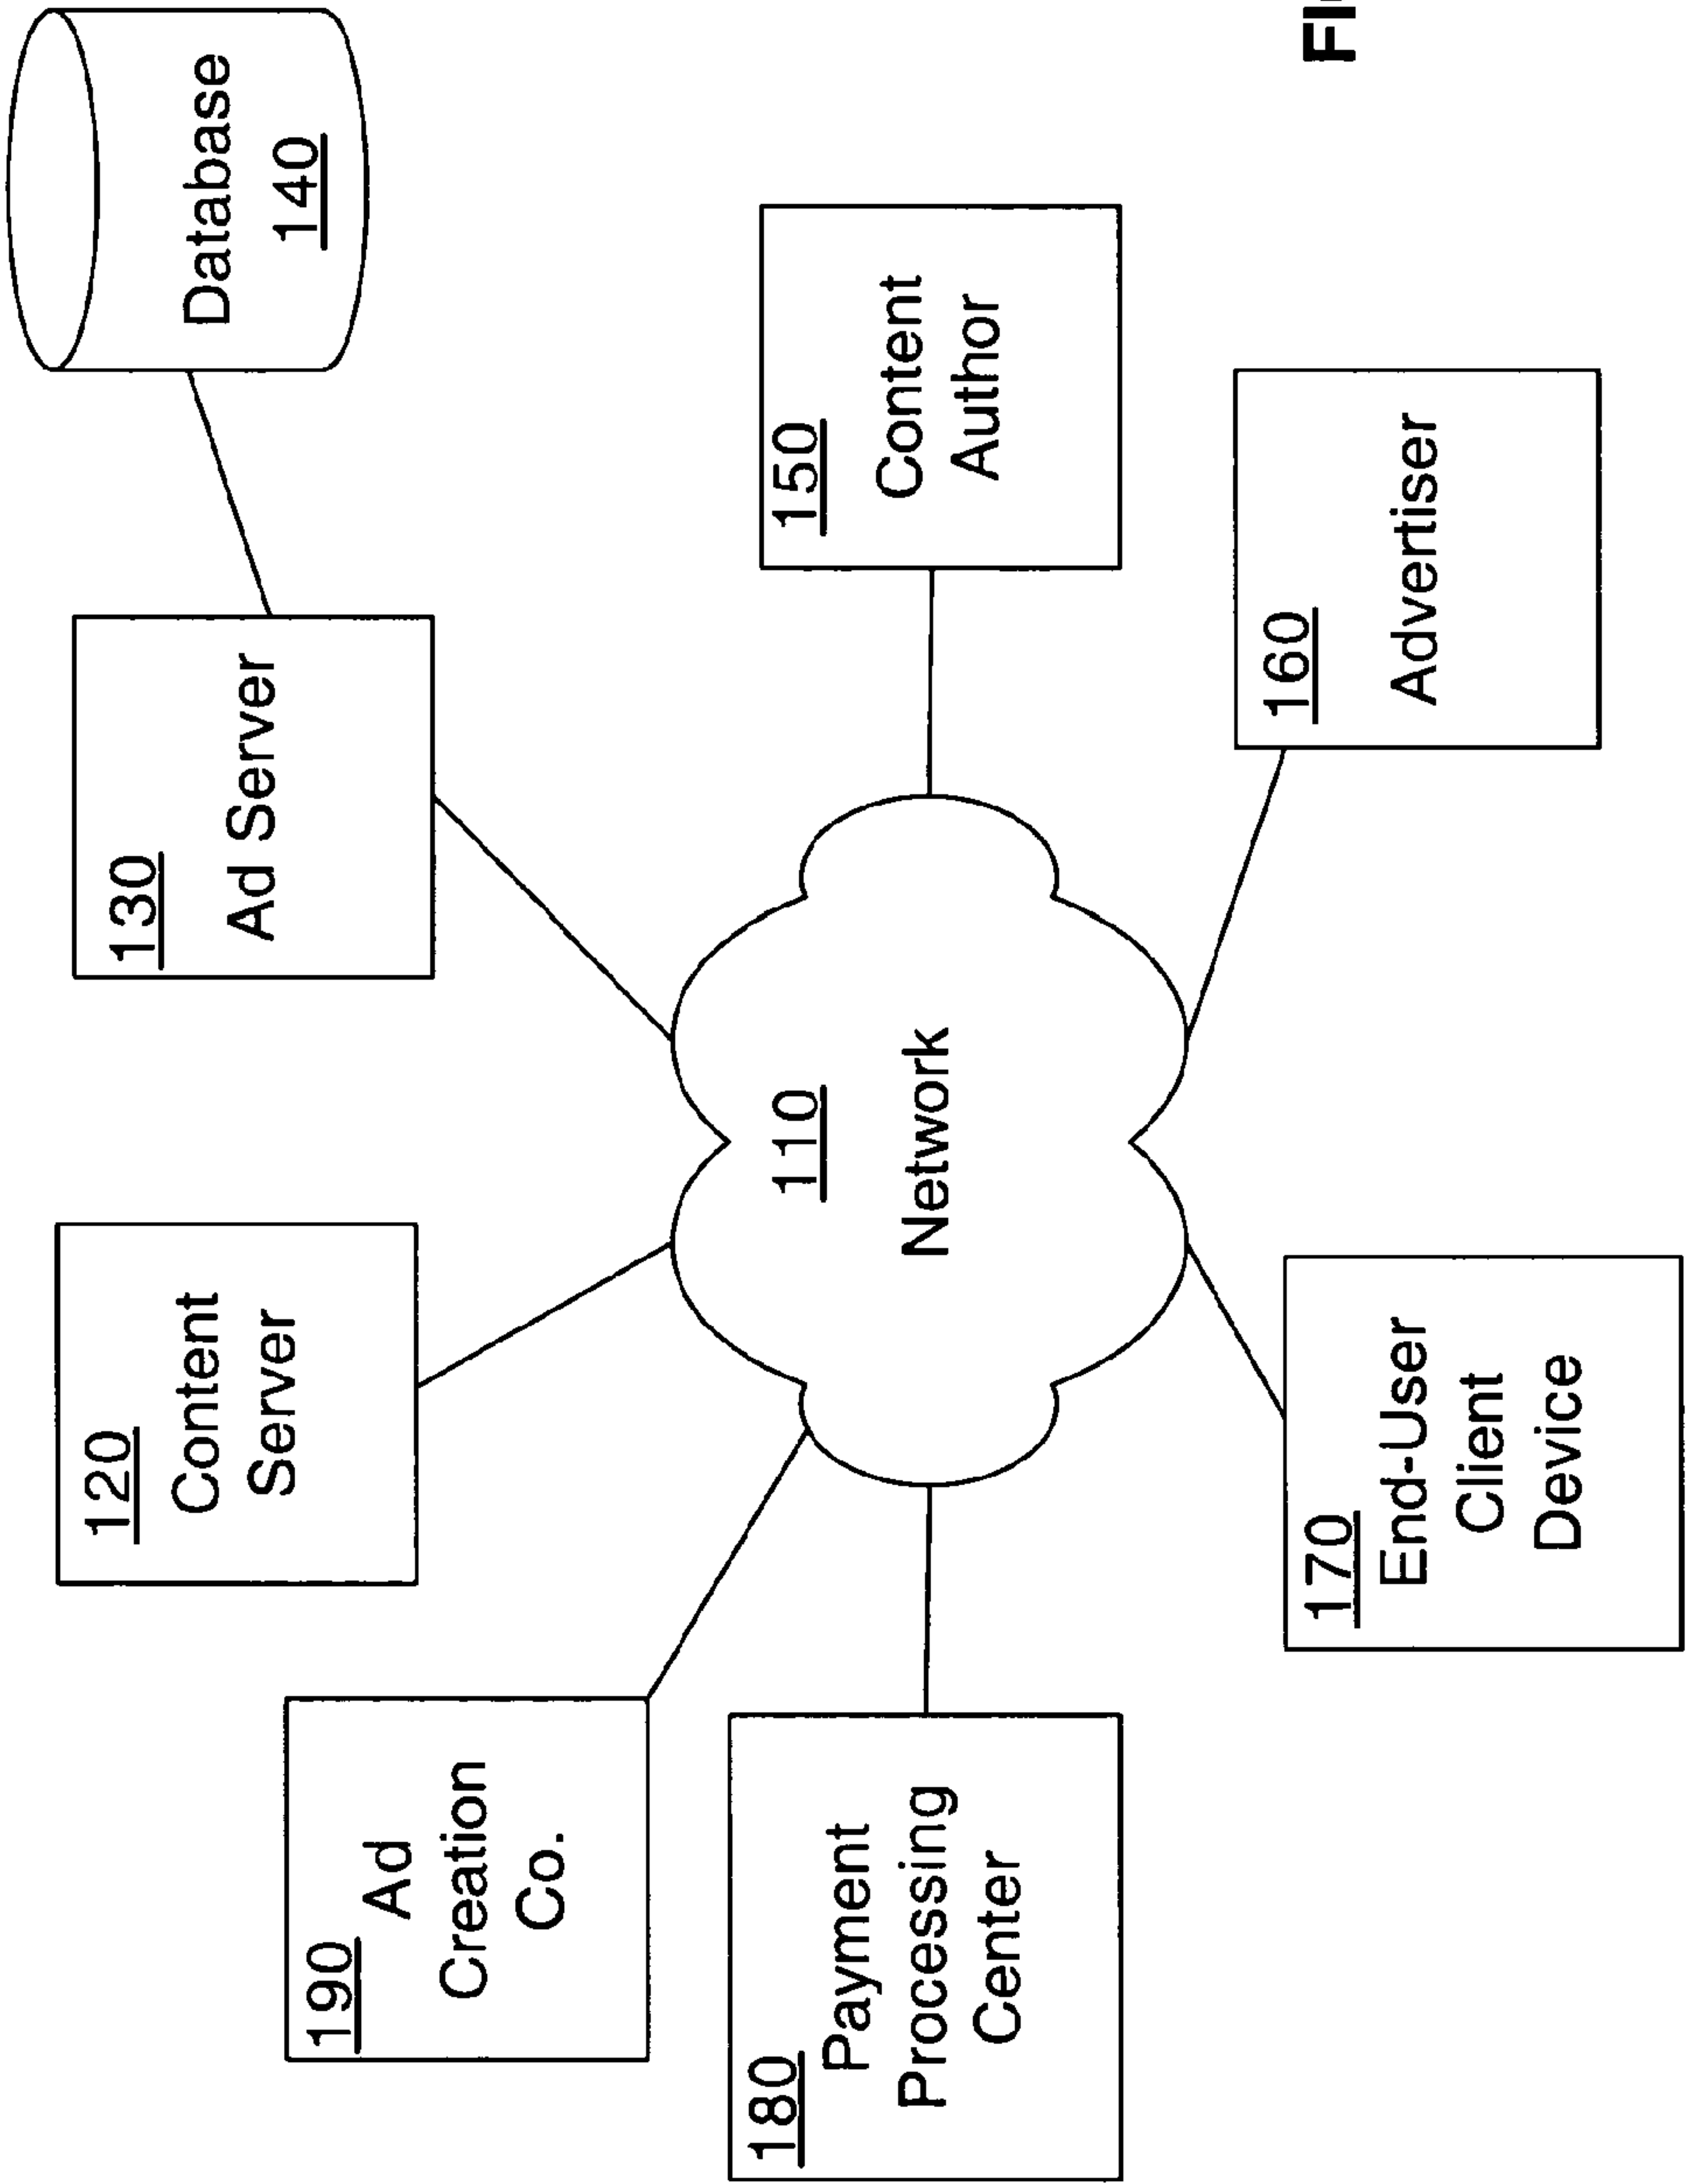 120
Content
Server
130
Ad Server
Database
140
190
Ad
Creation
Co.
110
Network
150
Content
Author
180
Payment
Processing
Center
170
End-User
Client
Device
160
Advertiser